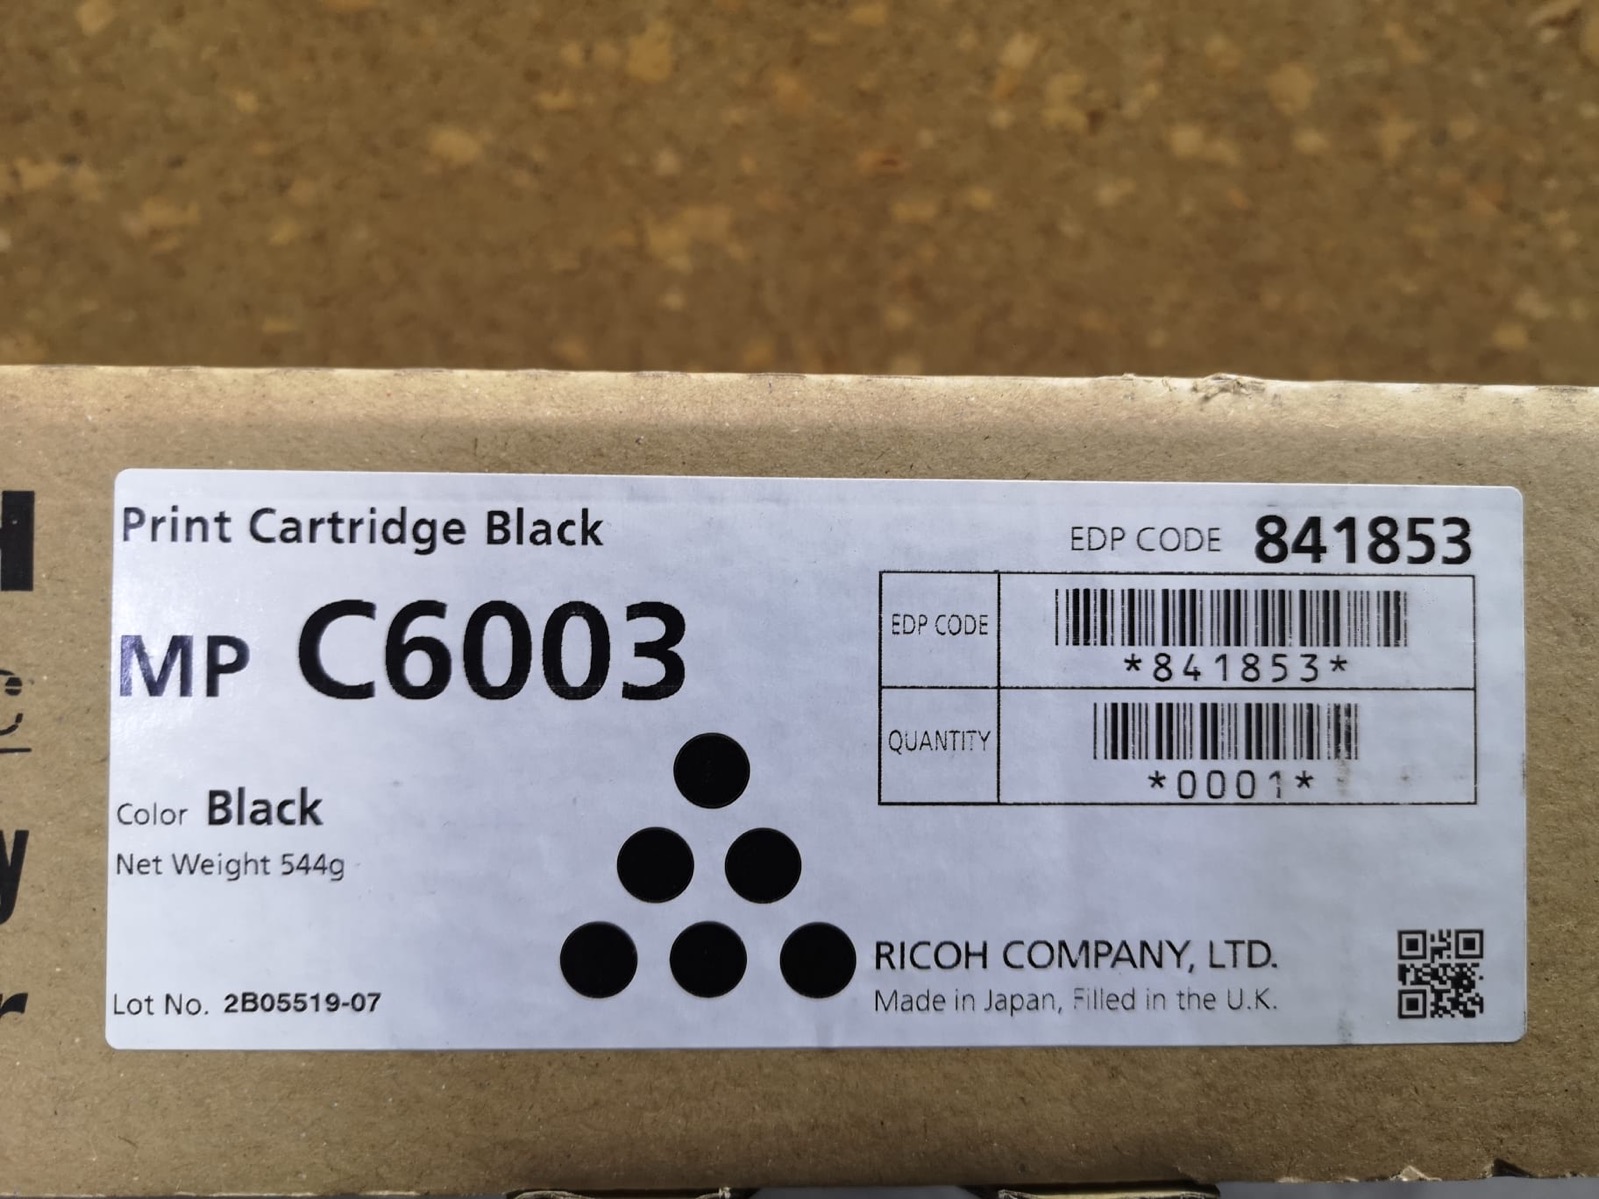 Print Cartridge Black
MP C6003
Color Black
Net Weight 544g
Lot No. 2B05519-07
EDP CODE 841853
EDP CODE
*841853*
QUANTITY
*0001*
RICOH COMPANY, LTD.
Made in Japan, Filled in the U.K.